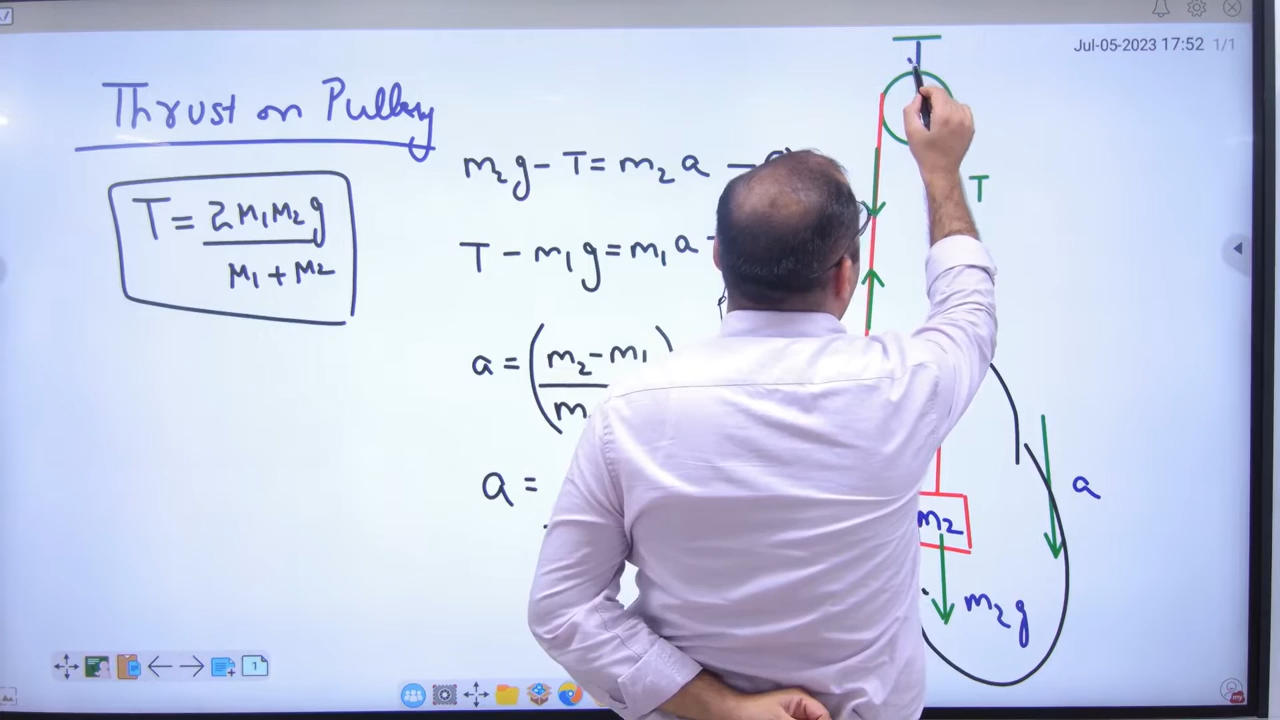 Jul-05-2023 17:52 1/1
Thrust on Pulley
T = 2M1M2g
M1 + M2
m2g - T = m2a -
T - m1g = m1a -
a = (m2 - m1)
m
a =
T
a
m2
m2g
1